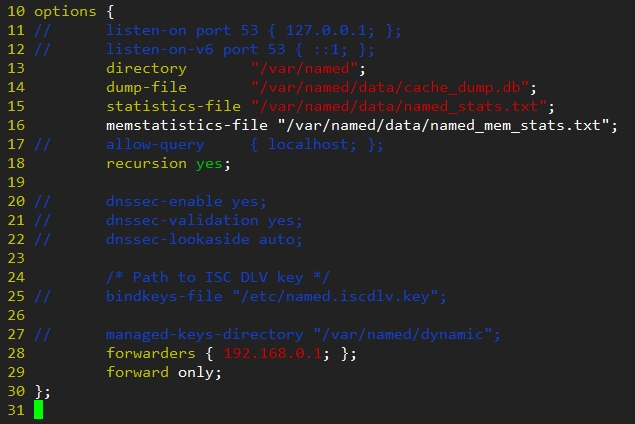 10 options {
11 //      listen-on port 53 { 127.0.0.1; };
12 //      listen-on-v6 port 53 { ::1; };
13         directory       "/var/named";
14         dump-file       "/var/named/data/cache_dump.db";
15         statistics-file "/var/named/data/named_stats.txt";
16         memstatistics-file "/var/named/data/named_mem_stats.txt";
17 //      allow-query     { localhost; };
18         recursion yes;
19
20 //      dnssec-enable yes;
21 //      dnssec-validation yes;
22 //      dnssec-lookaside auto;
23
24         /* Path to ISC DLV key */
25 //      bindkeys-file "/etc/named.iscdlv.key";
26
27 //      managed-keys-directory "/var/named/dynamic";
28         forwarders { 192.168.0.1; };
29         forward only;
30 };
31